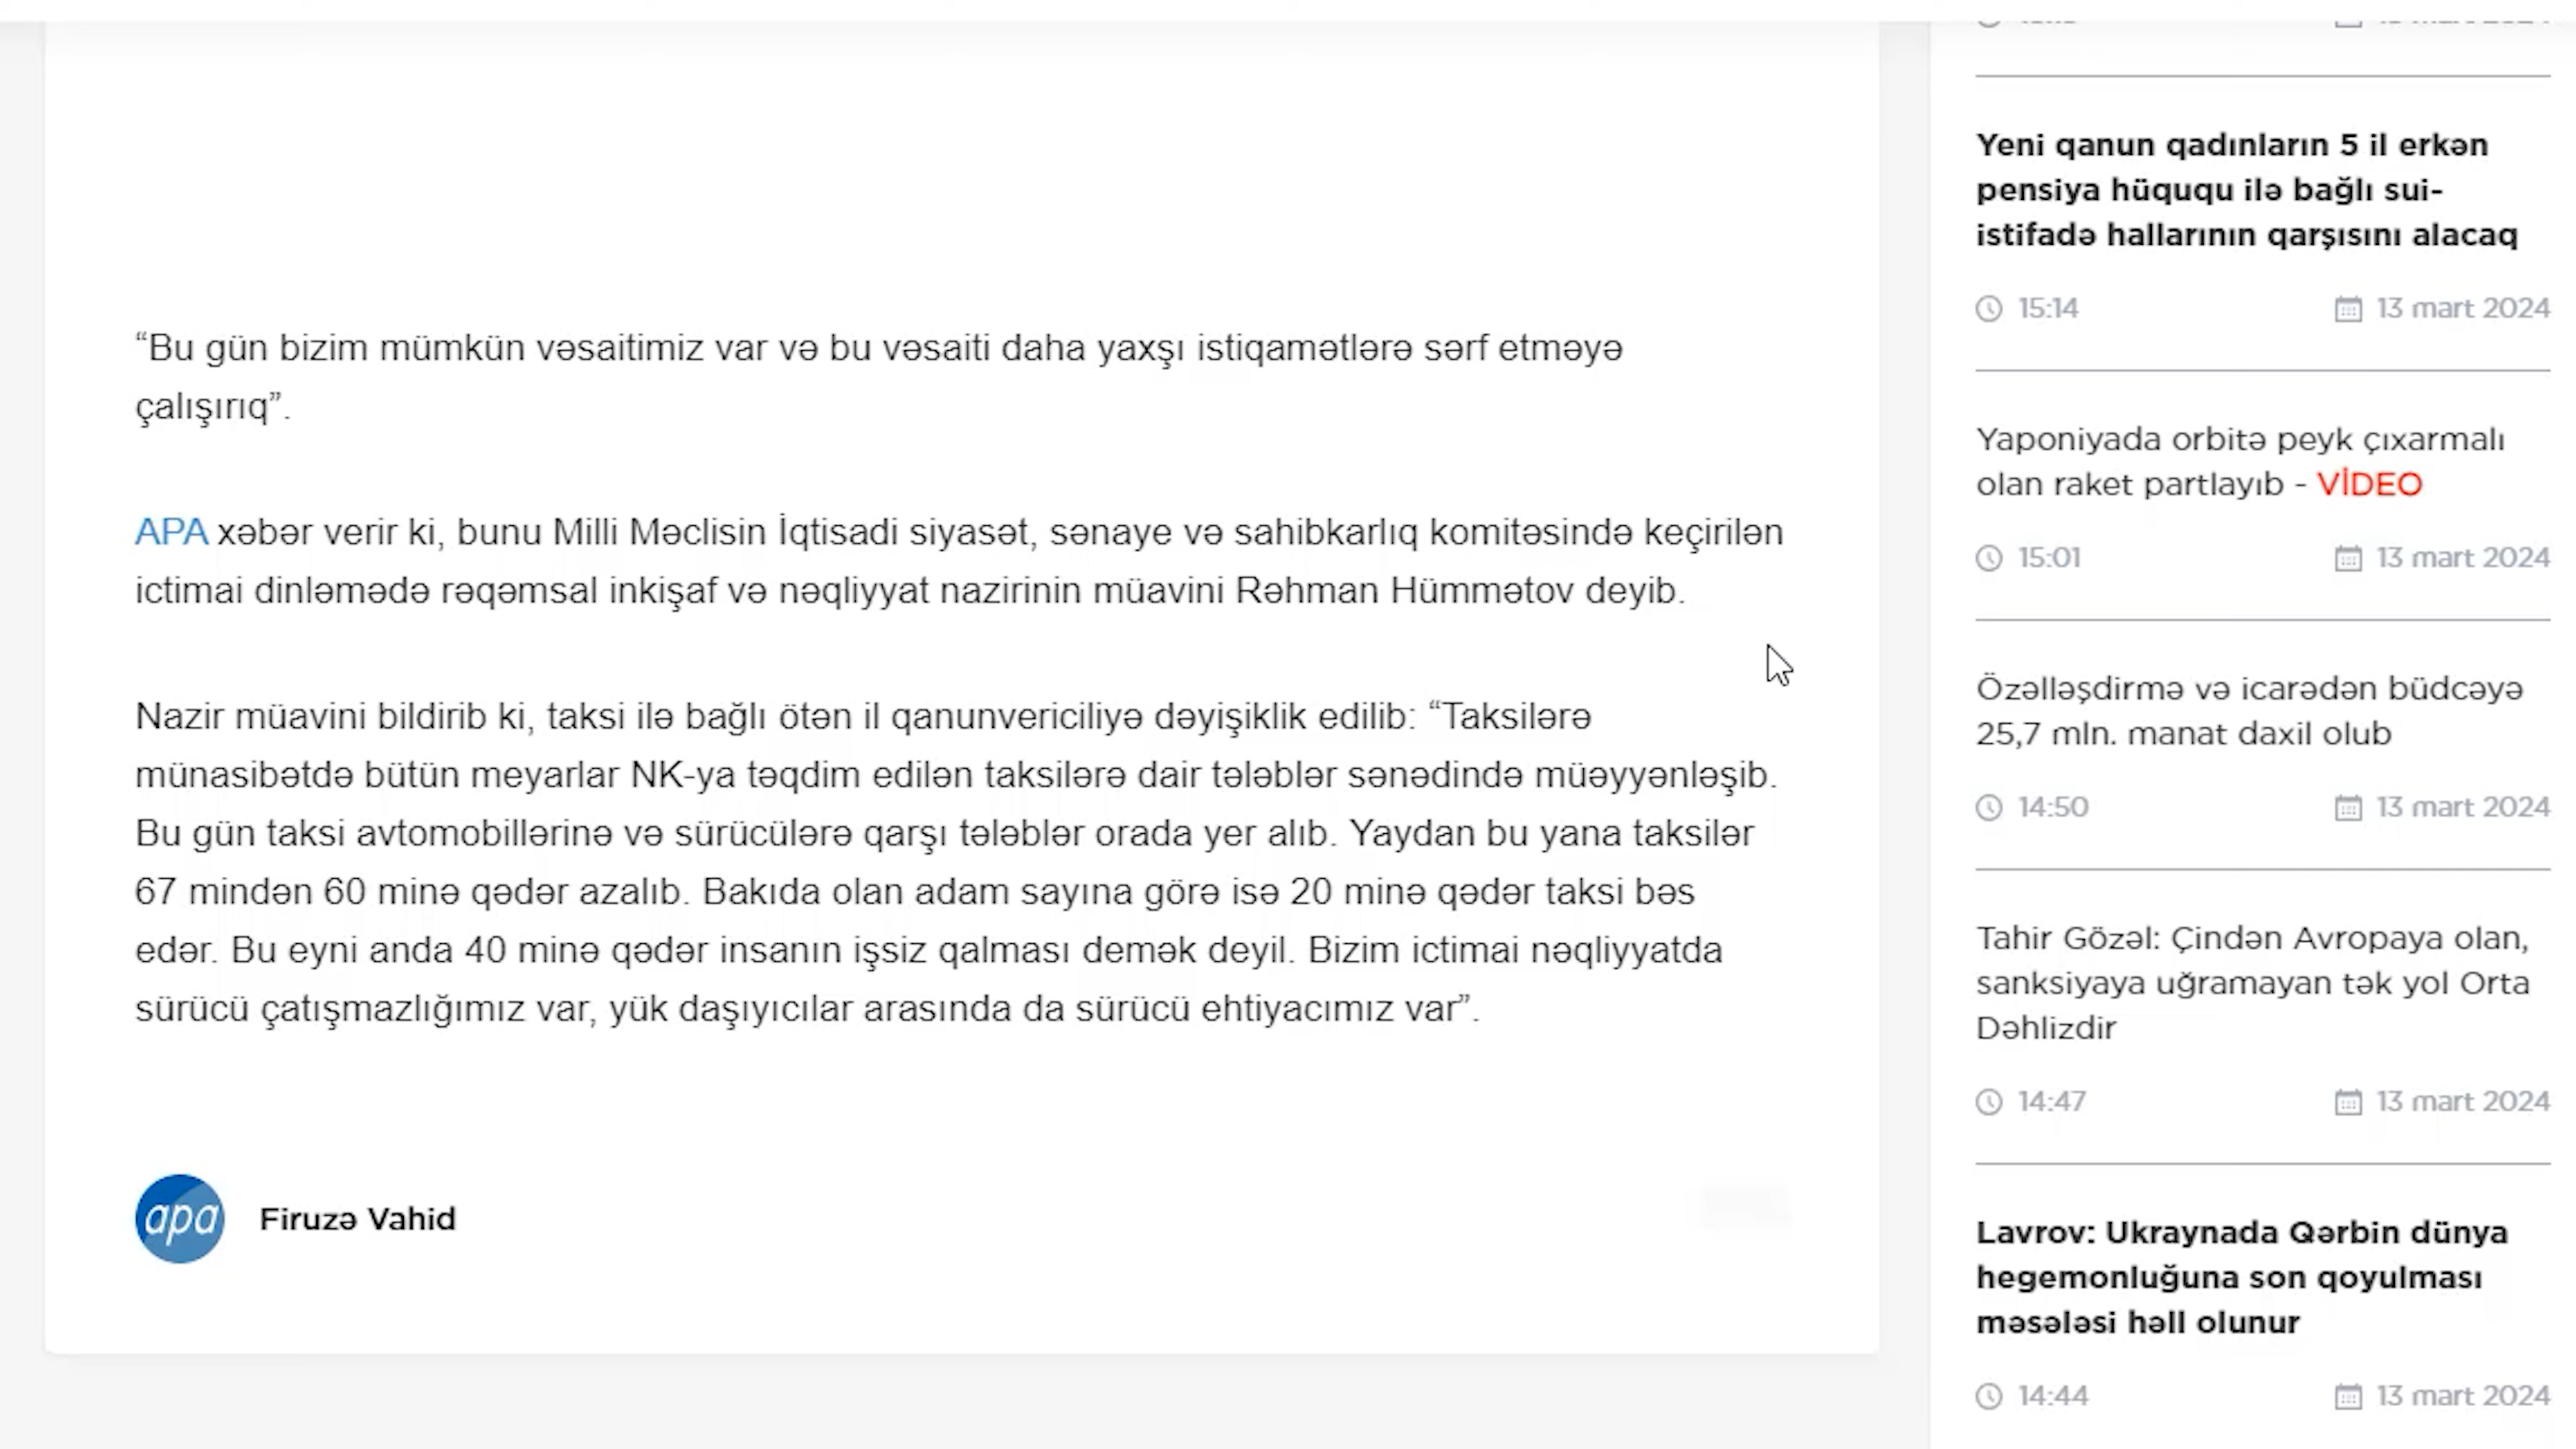 “Bu gün bizim mümkün vəsaitimiz var və bu vəsaiti daha yaxşı istiqamətlərə sərf etməyə
çalışırıq”.
APA xəbər verir ki, bunu Milli Məclisin İqtisadi siyasət, sənaye və sahibkarlıq komitəsində keçirilən
ictimai dinləmədə rəqəmsal inkişaf və nəqliyyat nazirinin müavini Rəhman Hümmətov deyib.
Nazir müavini bildirib ki, taksi ilə bağlı ötən il qanunvericiliyə dəyişiklik edilib: “Taksilərə
münasibətdə bütün meyarlar NK-ya təqdim edilən taksilərə dair tələblər sənədində müəyyənləşib.
Bu gün taksi avtomobillərinə və sürücülərə qarşı tələblər orada yer alıb. Yaydan bu yana taksilər
67 mindən 60 minə qədər azalıb. Bakıda olan adam sayına görə isə 20 minə qədər taksi bəs
edər. Bu eyni anda 40 minə qədər insanın işsiz qalması demək deyil. Bizim ictimai nəqliyyatda
sürücü çatışmazlığımız var, yük daşıyıcılar arasında da sürücü ehtiyacımız var”.
apa
Firuzə Vahid
Yeni qanun qadınların 5 il erkən
pensiya hüququ ilə bağlı sui-
istifadə hallarının qarşısını alacaq
15:14 13 mart 2024
Yaponiyada orbitə peyk çıxarmalı
olan raket partlayıb - VİDEO
15:01 13 mart 2024
Özəlləşdirmə və icarədən büdcəyə
25,7 mln. manat daxil olub
14:50 13 mart 2024
Tahir Gözəl: Çindən Avropaya olan,
sanksiyaya uğramayan tək yol Orta
Dəhlizdir
14:47 13 mart 2024
Lavrov: Ukraynada Qərbin dünya
hegemonluğuna son qoyulması
məsələsi həll olunur
14:44 13 mart 2024